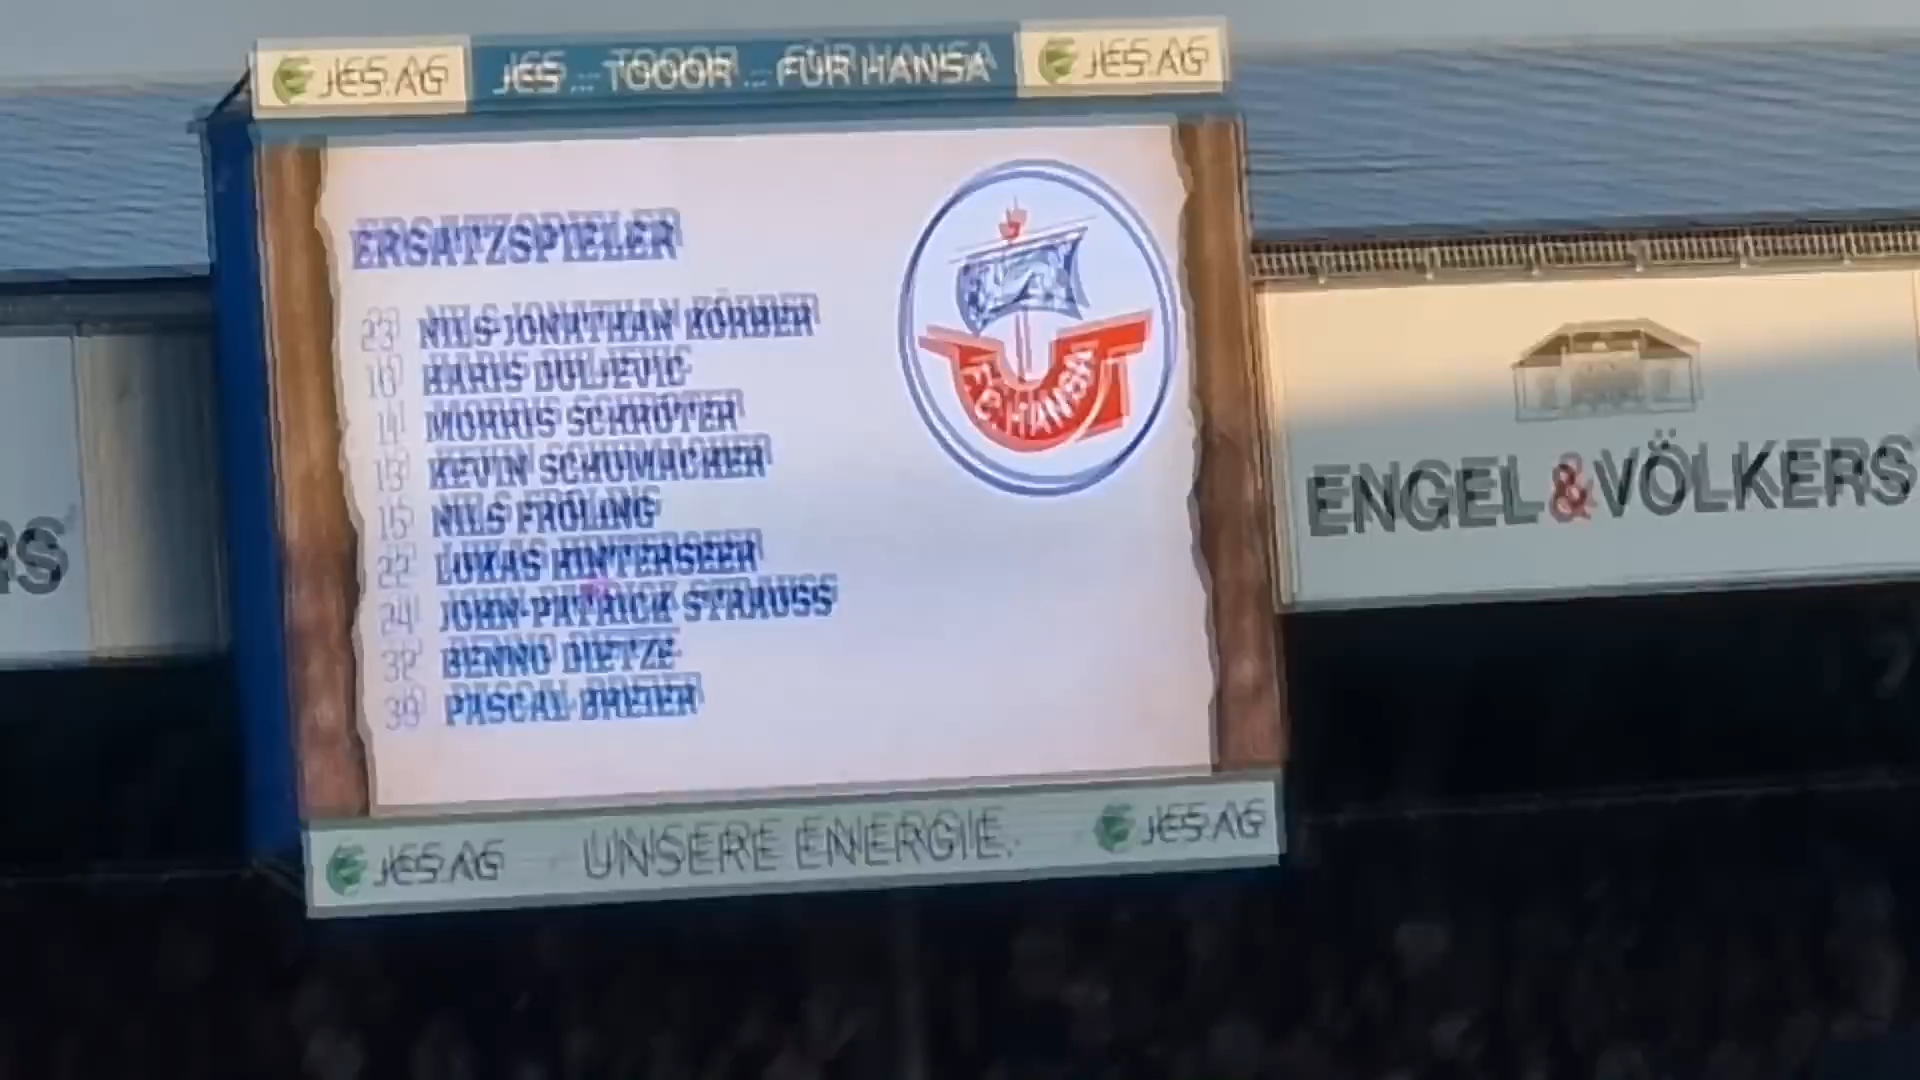 JES.AG JES ... TOOOR ... FÜR HANSA JES.AG
ERSATZSPIELER
23 NILS-JONATHAN KÖRBER
10 HARIS DULJEVIC
11 MORRIS SCHRÖTER
13 KEVIN SCHUMACHER
15 NILS FRÖLING
22 LUKAS HINTERSEER
24 JOHN-PATRICK STRAUSS
32 BENNO DIETZE
39 PASCAL BREIER
F.C. HANSA
ENGEL&VÖLKERS
RS
JES.AG UNSERE ENERGIE. JES.AG